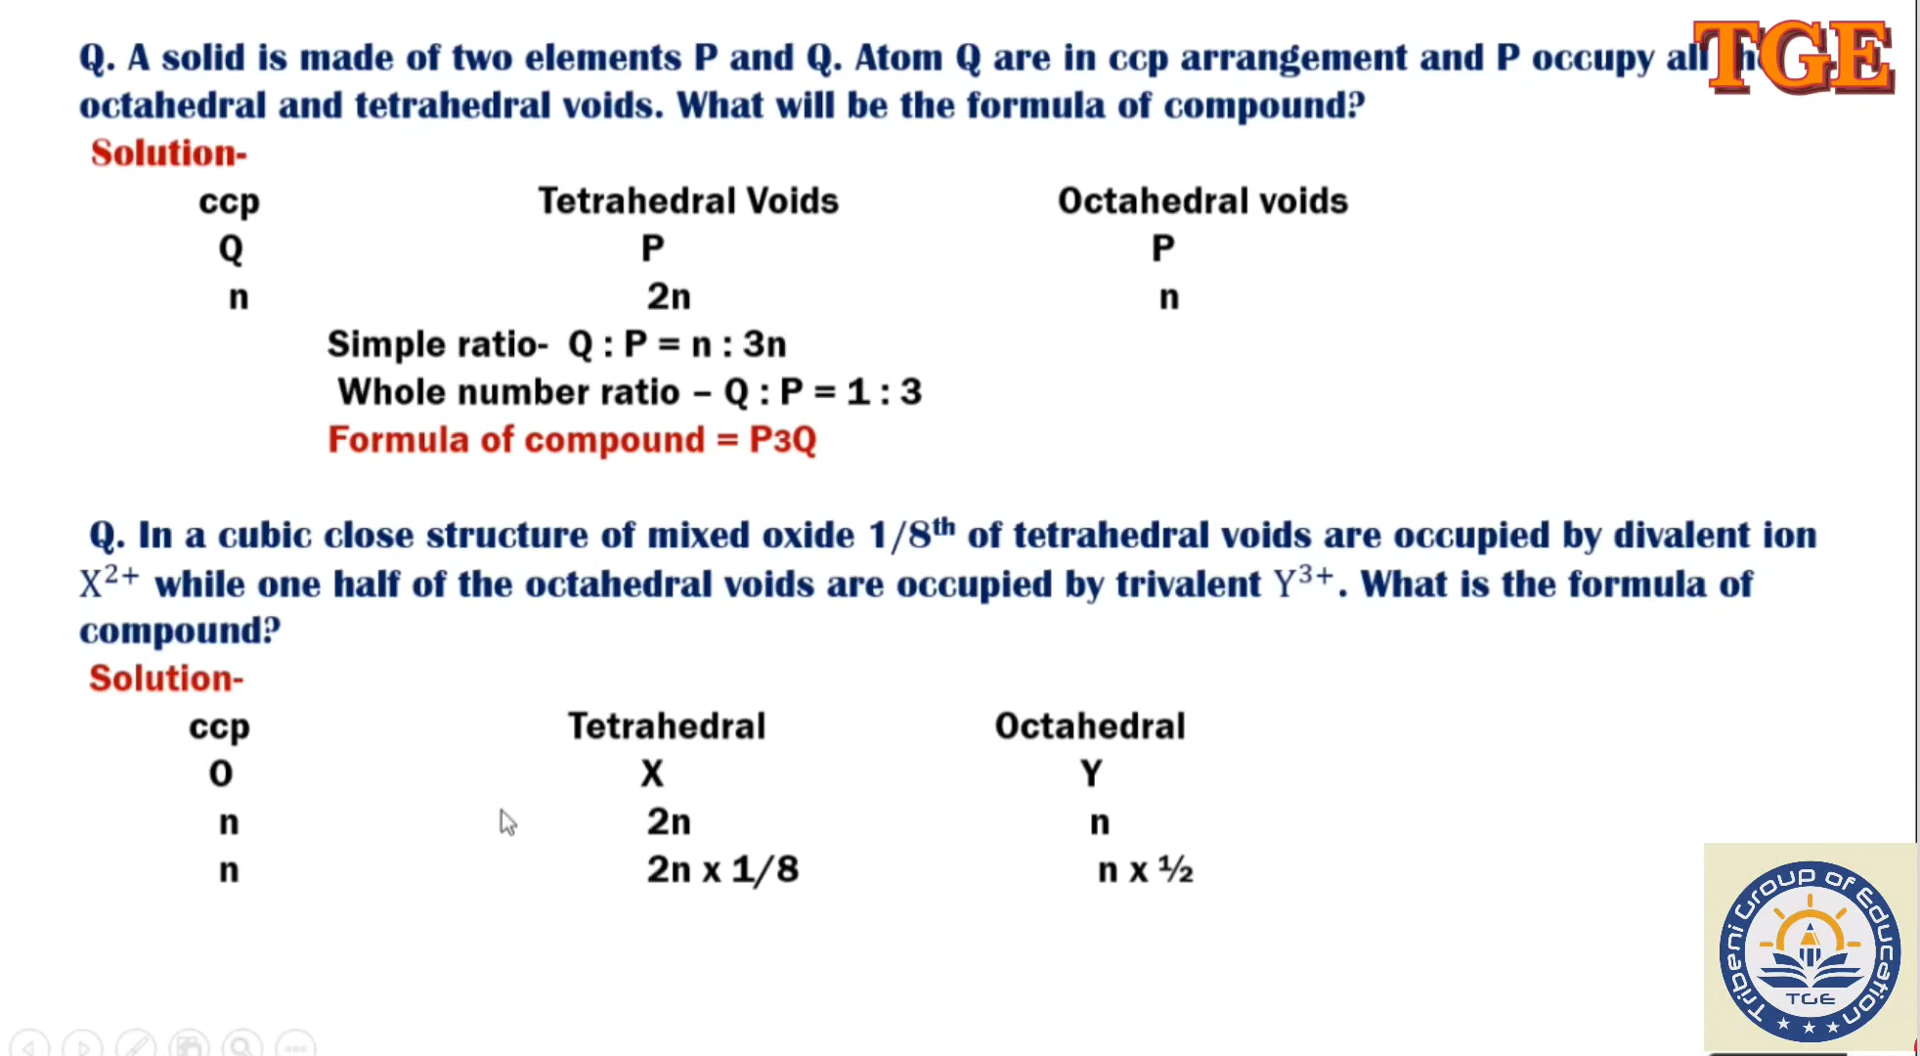 Q. A solid is made of two elements P and Q. Atom Q are in ccp arrangement and P occupy all
TGE
octahedral and tetrahedral voids. What will be the formula of compound?
Solution-
ccp Tetrahedral Voids Octahedral voids
Q P P
n 2n n
Simple ratio- Q : P = n : 3n
Whole number ratio – Q : P = 1 : 3
Formula of compound = P3Q
Q. In a cubic close structure of mixed oxide 1/8ᵗʰ of tetrahedral voids are occupied by divalent ion
X²⁺ while one half of the octahedral voids are occupied by trivalent Y³⁺. What is the formula of
compound?
Solution-
ccp Tetrahedral Octahedral
O X Y
n 2n n
n 2n x 1/8 n x ½
Tribeni Group of Education
TGE